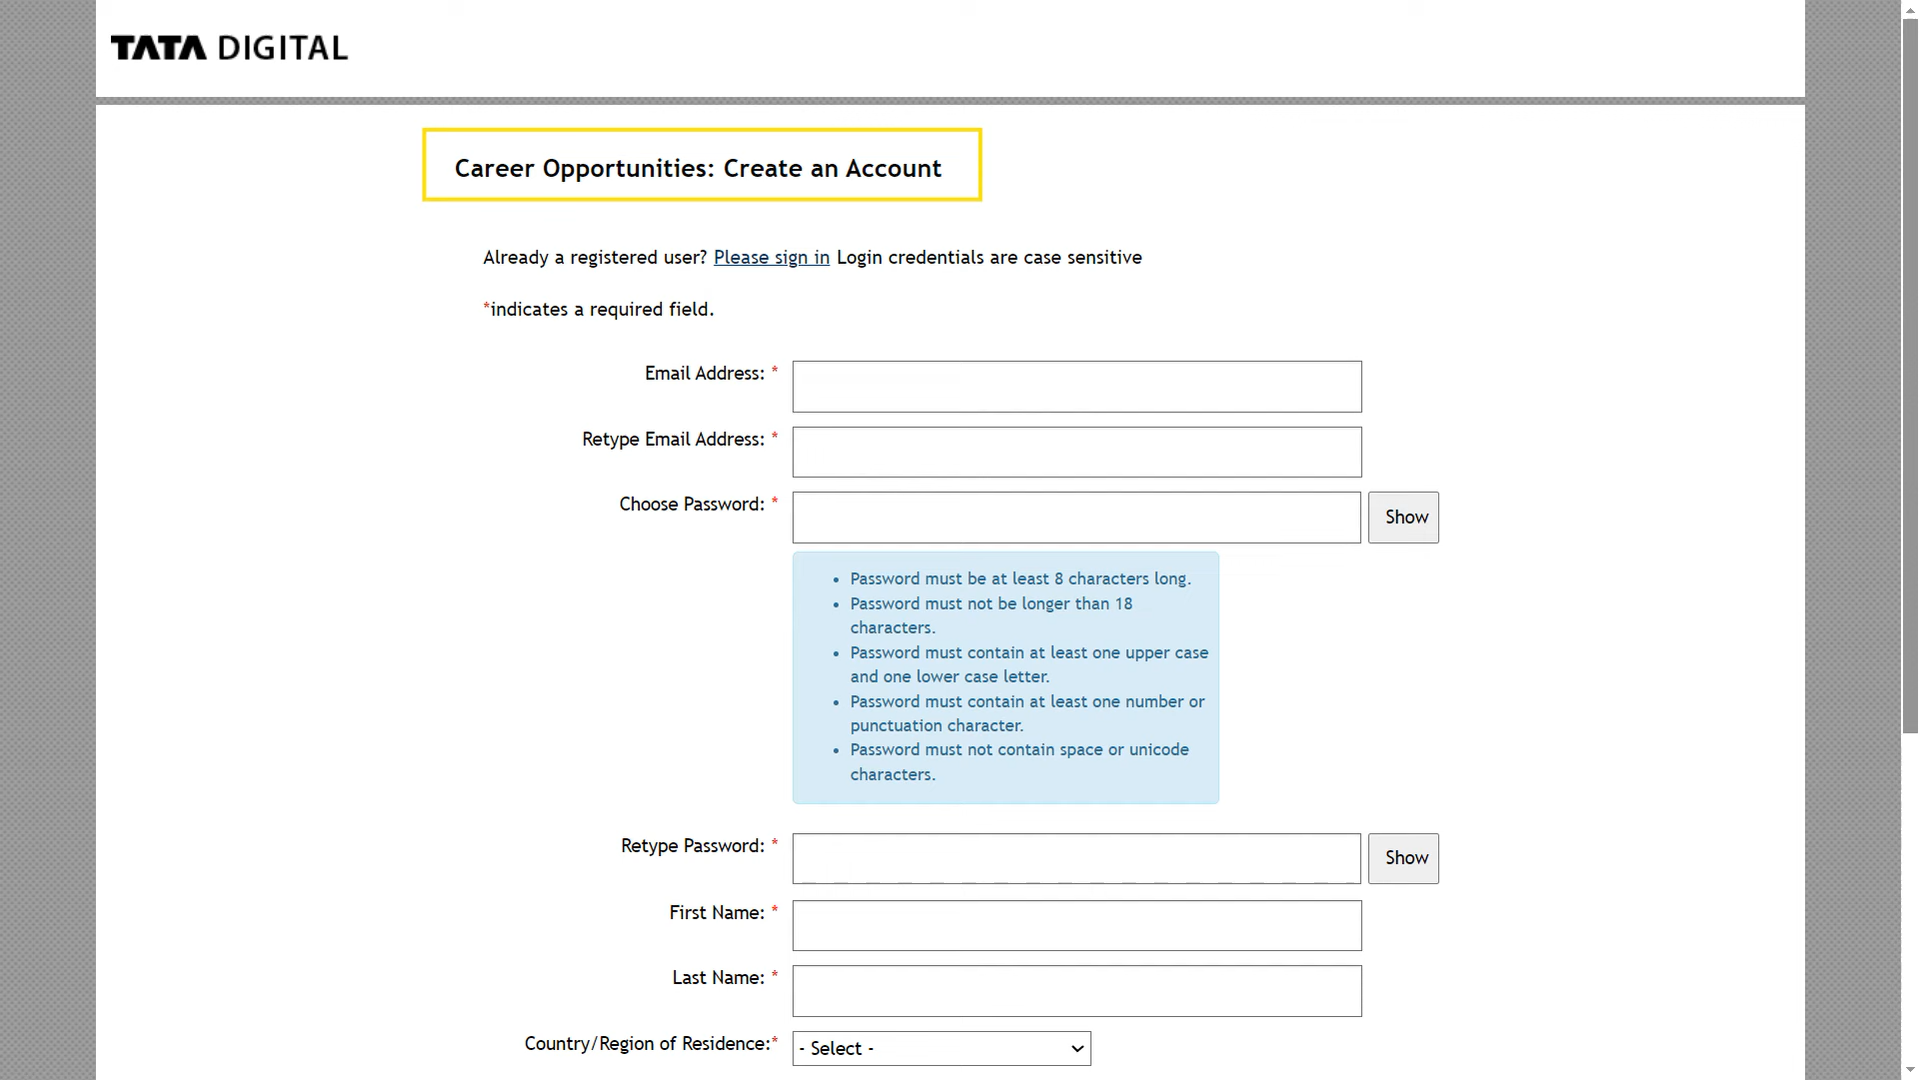 TATA DIGITAL
Career Opportunities: Create an Account
Already a registered user? Please sign in Login credentials are case sensitive
*indicates a required field.
Email Address: *
Retype Email Address: *
Choose Password: *
Show
• Password must be at least 8 characters long.
• Password must not be longer than 18
characters.
• Password must contain at least one upper case
and one lower case letter.
• Password must contain at least one number or
punctuation character.
• Password must not contain space or unicode
characters.
Retype Password: *
Show
First Name: *
Last Name: *
Country/Region of Residence:*
- Select -